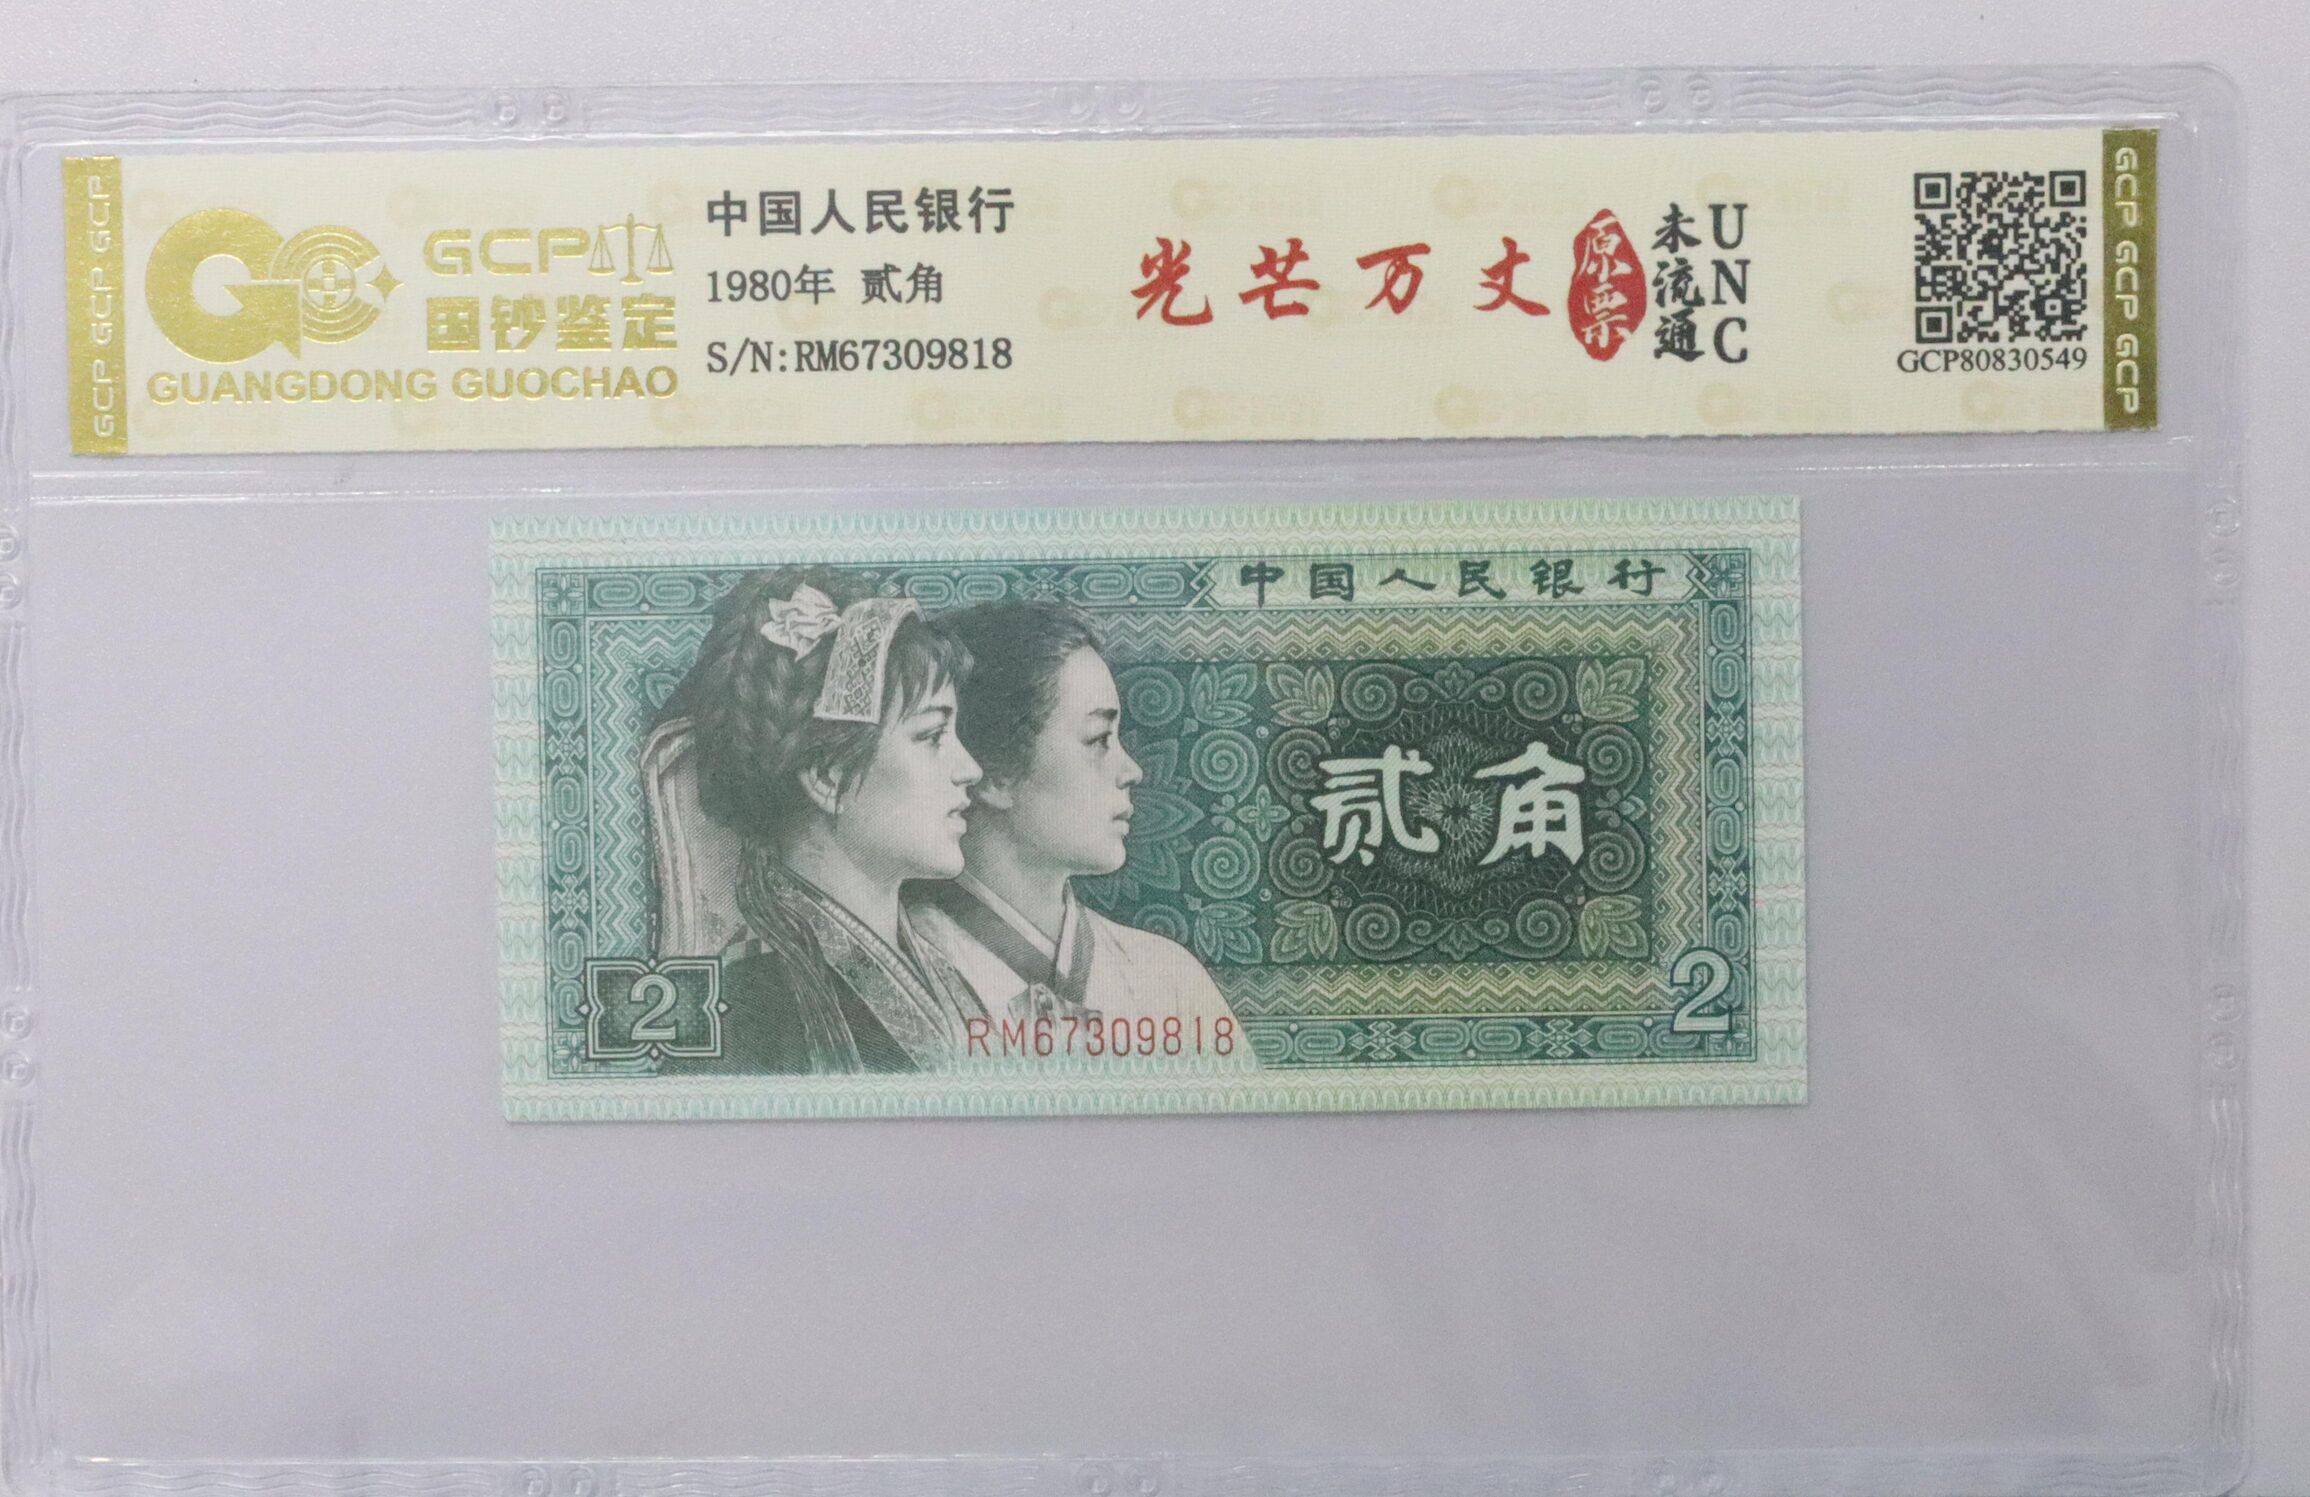 GCP GCP GCP
GCP
国钞鉴定
GUANGDONG GUOCHAO
中国人民银行
1980年 贰角
S/N:RM67309818
光芒万丈
原票
未流通
UNC
GCP80830549
GCP GCP GCP
中国人民银行
贰角
2
2
RM67309818